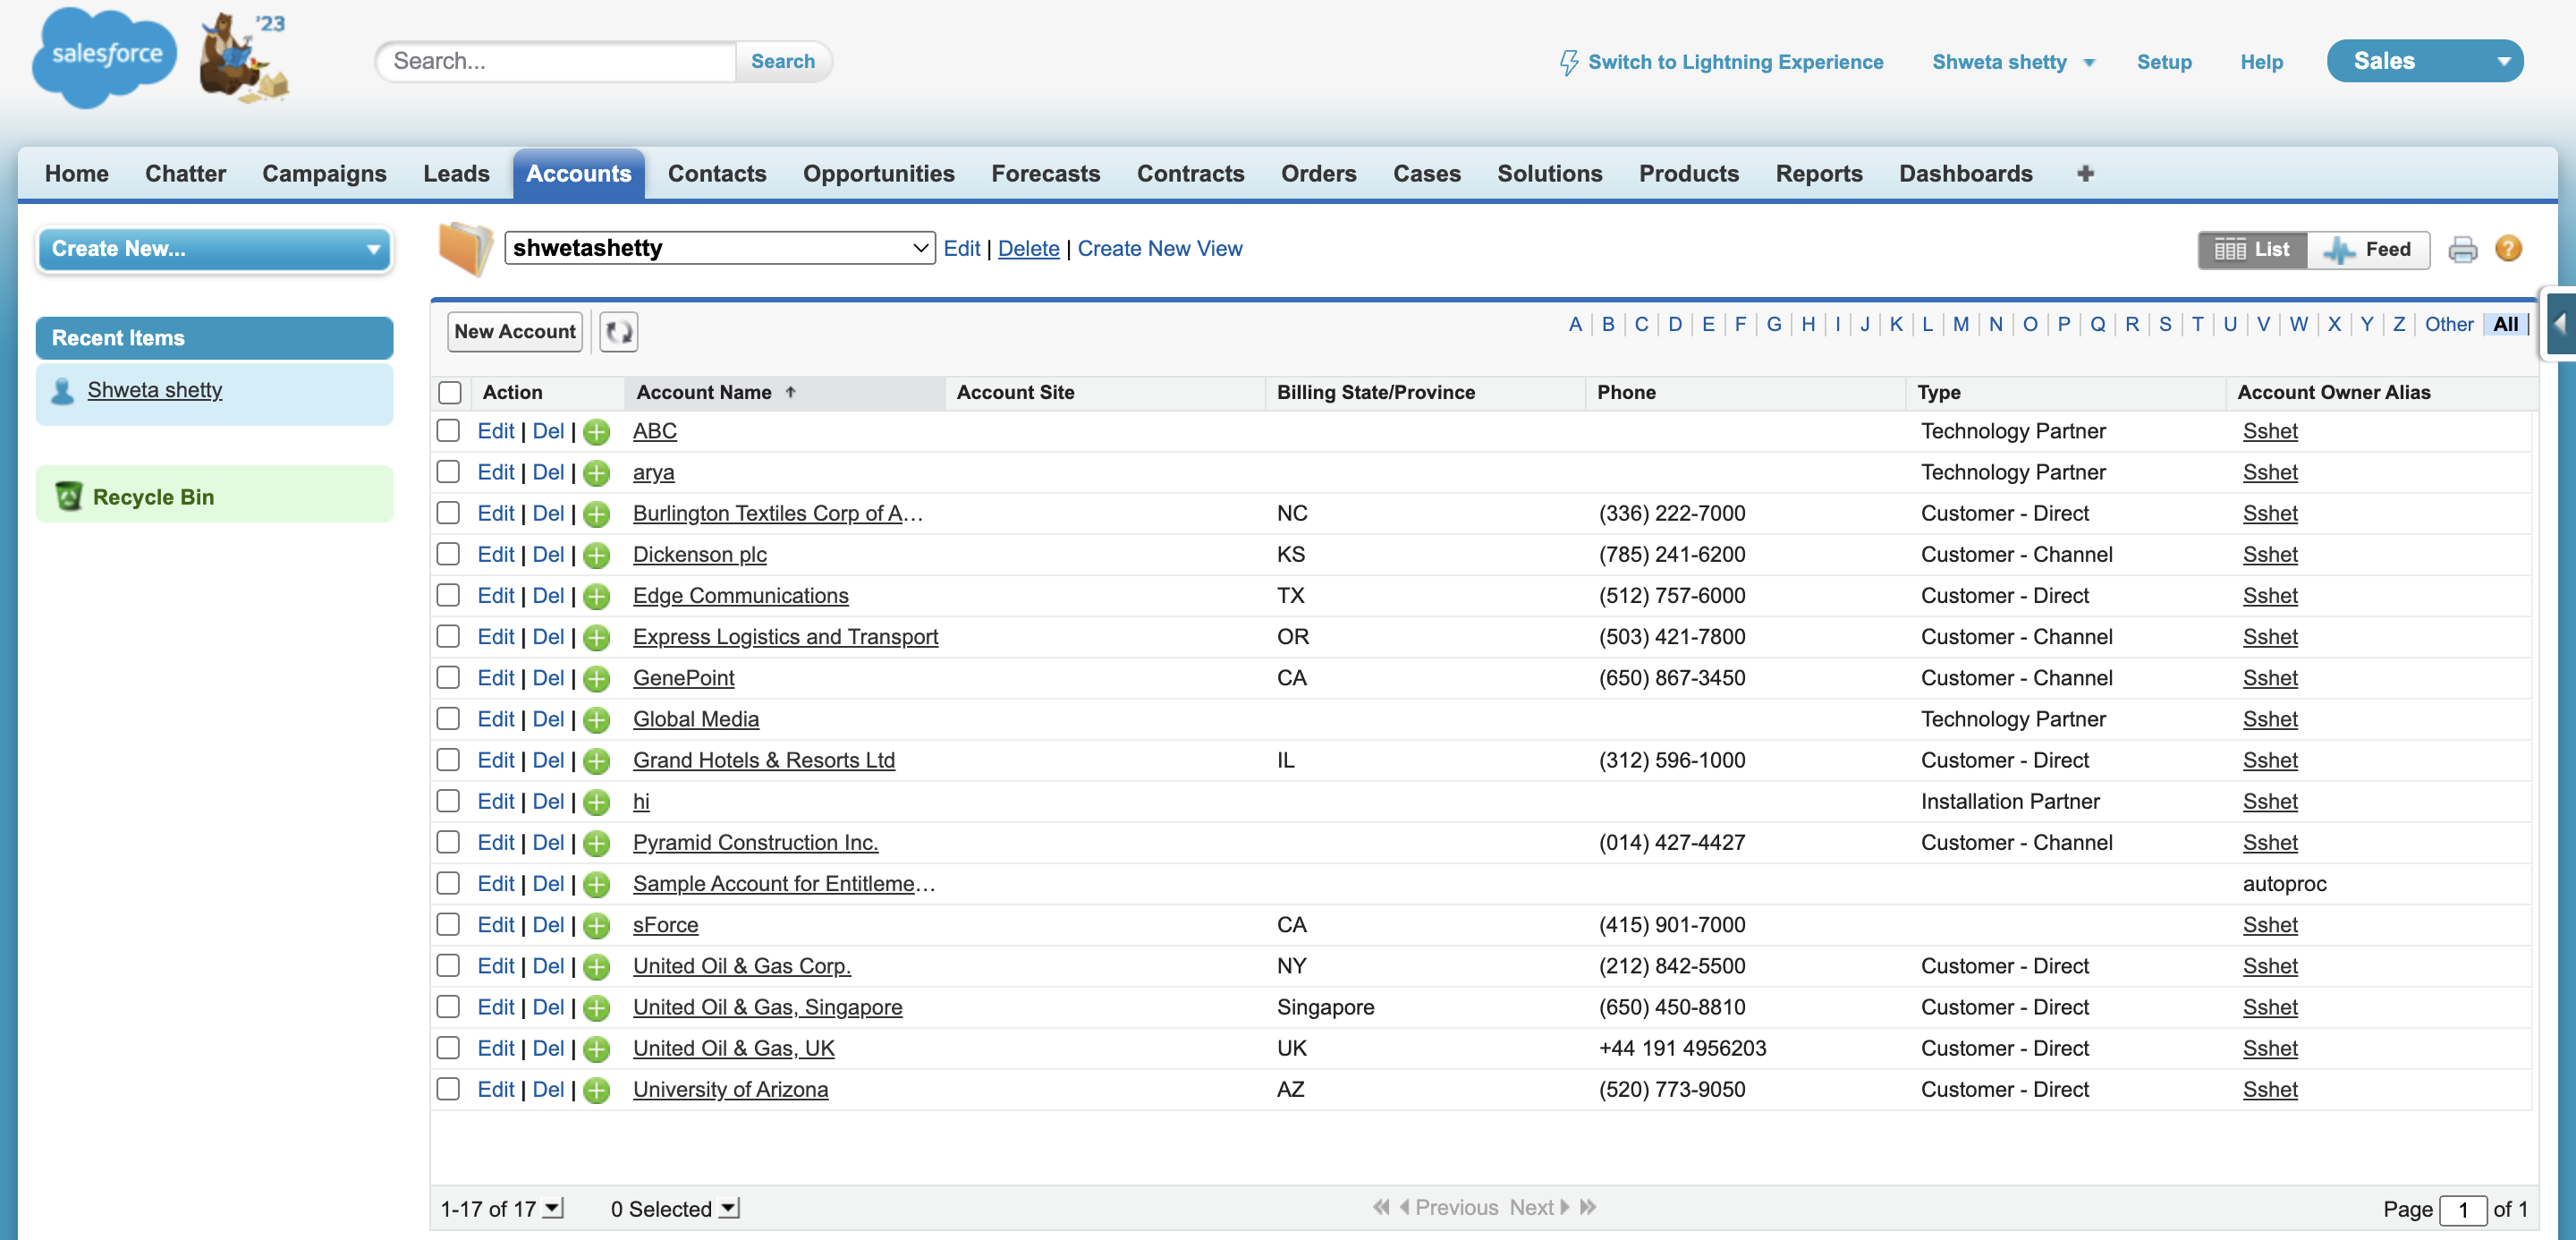 salesforce
'23
Search...
Search
Switch to Lightning Experience
Shweta shetty
Setup
Help
Sales
Home Chatter Campaigns Leads Accounts Contacts Opportunities Forecasts Contracts Orders Cases Solutions Products Reports Dashboards +
Create New...
Recent Items
Shweta shetty
Recycle Bin
shwetashetty
Edit | Delete | Create New View
List Feed
?
New Account
A | B | C | D | E | F | G | H | I | J | K | L | M | N | O | P | Q | R | S | T | U | V | W | X | Y | Z | Other | All
Action Account Name ↑ Account Site Billing State/Province Phone Type Account Owner Alias
Edit | Del | ABC Technology Partner Sshet
Edit | Del | arya Technology Partner Sshet
Edit | Del | Burlington Textiles Corp of A... NC (336) 222-7000 Customer - Direct Sshet
Edit | Del | Dickenson plc KS (785) 241-6200 Customer - Channel Sshet
Edit | Del | Edge Communications TX (512) 757-6000 Customer - Direct Sshet
Edit | Del | Express Logistics and Transport OR (503) 421-7800 Customer - Channel Sshet
Edit | Del | GenePoint CA (650) 867-3450 Customer - Channel Sshet
Edit | Del | Global Media Technology Partner Sshet
Edit | Del | Grand Hotels & Resorts Ltd IL (312) 596-1000 Customer - Direct Sshet
Edit | Del | hi Installation Partner Sshet
Edit | Del | Pyramid Construction Inc. (014) 427-4427 Customer - Channel Sshet
Edit | Del | Sample Account for Entitleme... autoproc
Edit | Del | sForce CA (415) 901-7000 Sshet
Edit | Del | United Oil & Gas Corp. NY (212) 842-5500 Customer - Direct Sshet
Edit | Del | United Oil & Gas, Singapore Singapore (650) 450-8810 Customer - Direct Sshet
Edit | Del | United Oil & Gas, UK UK +44 191 4956203 Customer - Direct Sshet
Edit | Del | University of Arizona AZ (520) 773-9050 Customer - Direct Sshet
1-17 of 17 0 Selected Previous Next Page 1 of 1